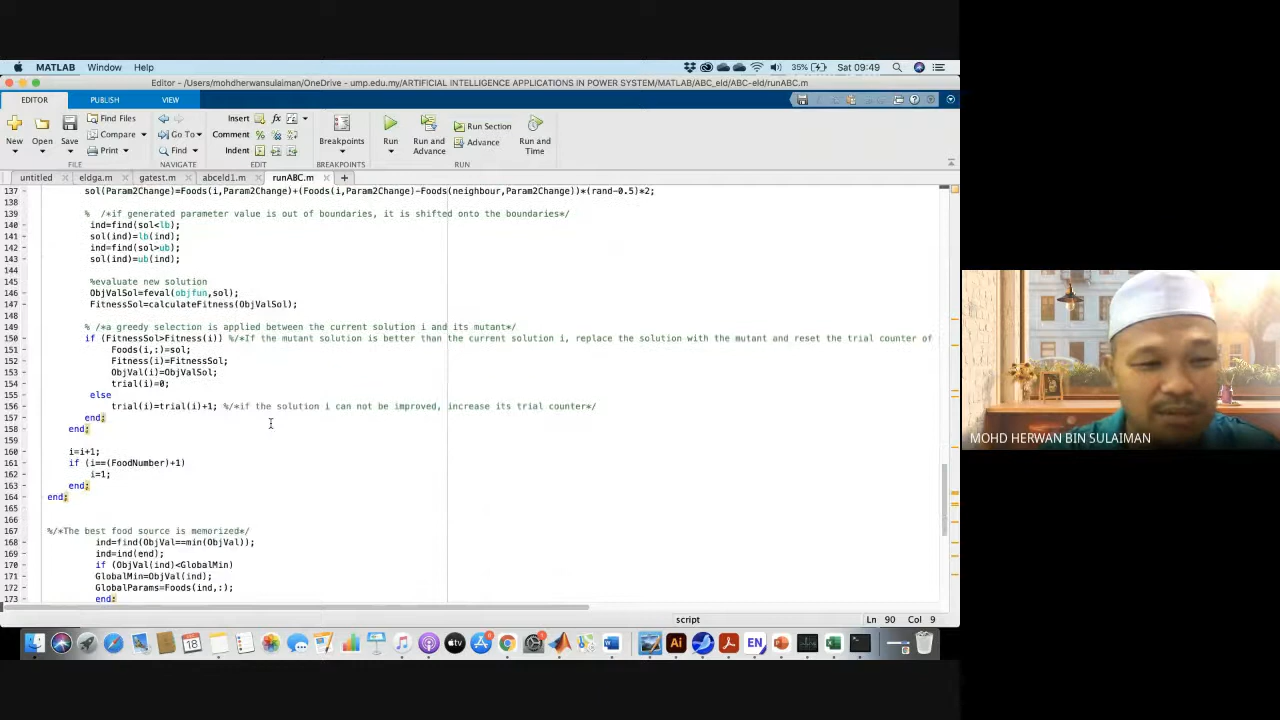 MATLAB Window Help 35% Sat 09:49
Editor - /Users/mohdherwansulaiman/OneDrive - ump.edu.my/ARTIFICIAL INTELLIGENCE APPLICATIONS IN POWER SYSTEM/MATLAB/ABC_eld/ABC-eld/runABC.m
EDITOR PUBLISH VIEW
New Open Save Find Files Compare Print Go To Find Insert fx Comment % Indent Breakpoints Run Run and Advance Run Section Advance Run and Time
FILE NAVIGATE EDIT BREAKPOINTS RUN
untitled eldga.m gatest.m abceld1.m runABC.m +
137 sol(Param2Change)=Foods(i,Param2Change)+(Foods(i,Param2Change)-Foods(neighbour,Param2Change))*(rand-0.5)*2;
138
139 % /*if generated parameter value is out of boundaries, it is shifted onto the boundaries*/
140 ind=find(sol<lb);
141 sol(ind)=lb(ind);
142 ind=find(sol>ub);
143 sol(ind)=ub(ind);
144
145 %evaluate new solution
146 ObjValSol=feval(objfun,sol);
147 FitnessSol=calculateFitness(ObjValSol);
148
149 % /*a greedy selection is applied between the current solution i and its mutant*/
150 if (FitnessSol>Fitness(i)) %/*If the mutant solution is better than the current solution i, replace the solution with the mutant and reset the trial counter of
151 Foods(i,:)=sol;
152 Fitness(i)=FitnessSol;
153 ObjVal(i)=ObjValSol;
154 trial(i)=0;
155 else
156 trial(i)=trial(i)+1; %/*if the solution i can not be improved, increase its trial counter*/
157 end;
158 end;
159
160 i=i+1;
161 if (i==(FoodNumber)+1)
162 i=1;
163 end;
164 end;
165
166
167 %/*The best food source is memorized*/
168 ind=find(ObjVal==min(ObjVal));
169 ind=ind(end);
170 if (ObjVal(ind)<GlobalMin)
171 GlobalMin=ObjVal(ind);
172 GlobalParams=Foods(ind,:);
173 end;
script Ln 90 Col 9
MOHD HERWAN BIN SULAIMAN